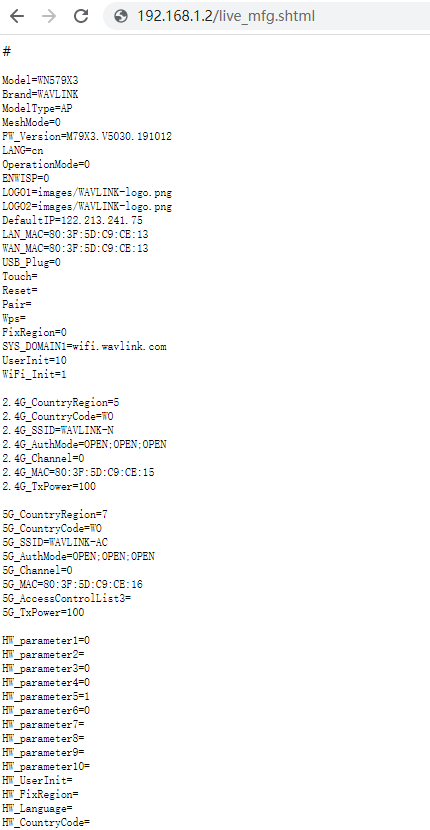 192.168.1.2/live_mfg.shtml
#
Model=WN579X3
Brand=WAVLINK
ModelType=AP
MeshMode=0
FW_Version=M79X3.V5030.191012
LANG=cn
OperationMode=0
ENWISP=0
LOGO1=images/WAVLINK-logo.png
LOGO2=images/WAVLINK-logo.png
DefaultIP=122.213.241.75
LAN_MAC=80:3F:5D:C9:CE:13
WAN_MAC=80:3F:5D:C9:CE:13
USB_Plug=0
Touch=
Reset=
Pair=
Wps=
FixRegion=0
SYS_DOMAIN1=wifi.wavlink.com
UserInit=10
WiFi_Init=1
2.4G_CountryRegion=5
2.4G_CountryCode=WO
2.4G_SSID=WAVLINK-N
2.4G_AuthMode=OPEN;OPEN;OPEN
2.4G_Channel=0
2.4G_MAC=80:3F:5D:C9:CE:15
2.4G_TxPower=100
5G_CountryRegion=7
5G_CountryCode=WO
5G_SSID=WAVLINK-AC
5G_AuthMode=OPEN;OPEN;OPEN
5G_Channel=0
5G_MAC=80:3F:5D:C9:CE:16
5G_AccessControlList3=
5G_TxPower=100
HW_parameter1=0
HW_parameter2=
HW_parameter3=0
HW_parameter4=0
HW_parameter5=1
HW_parameter6=0
HW_parameter7=
HW_parameter8=
HW_parameter9=
HW_parameter10=
HW_UserInit=
HW_FixRegion=
HW_Language=
HW_CountryCode=